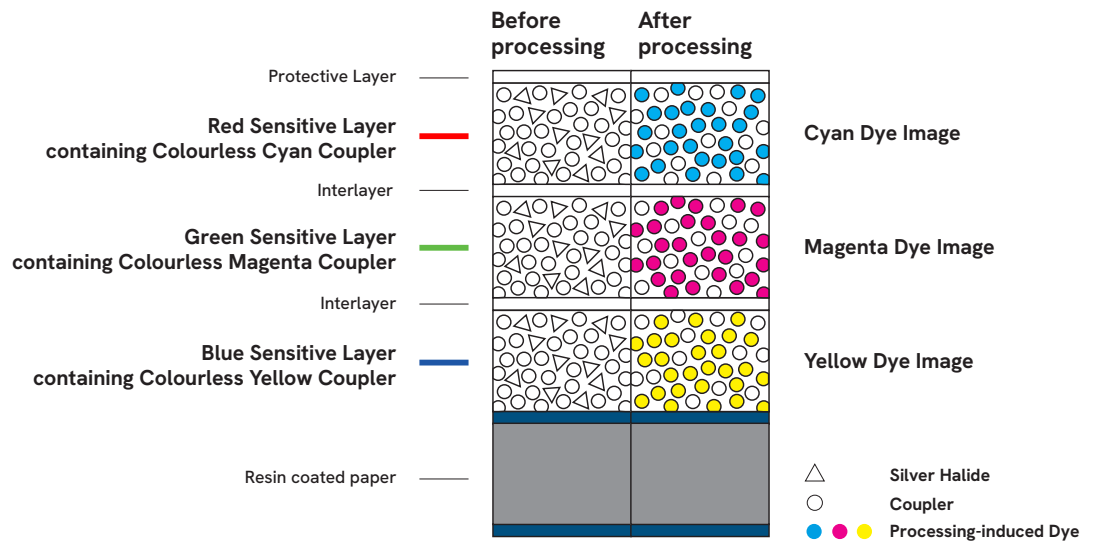 Before
processing
After
processing
Protective Layer
Red Sensitive Layer
containing Colourless Cyan Coupler
Cyan Dye Image
Interlayer
Green Sensitive Layer
containing Colourless Magenta Coupler
Magenta Dye Image
Interlayer
Blue Sensitive Layer
containing Colourless Yellow Coupler
Yellow Dye Image
Resin coated paper
Silver Halide
Coupler
Processing-induced Dye